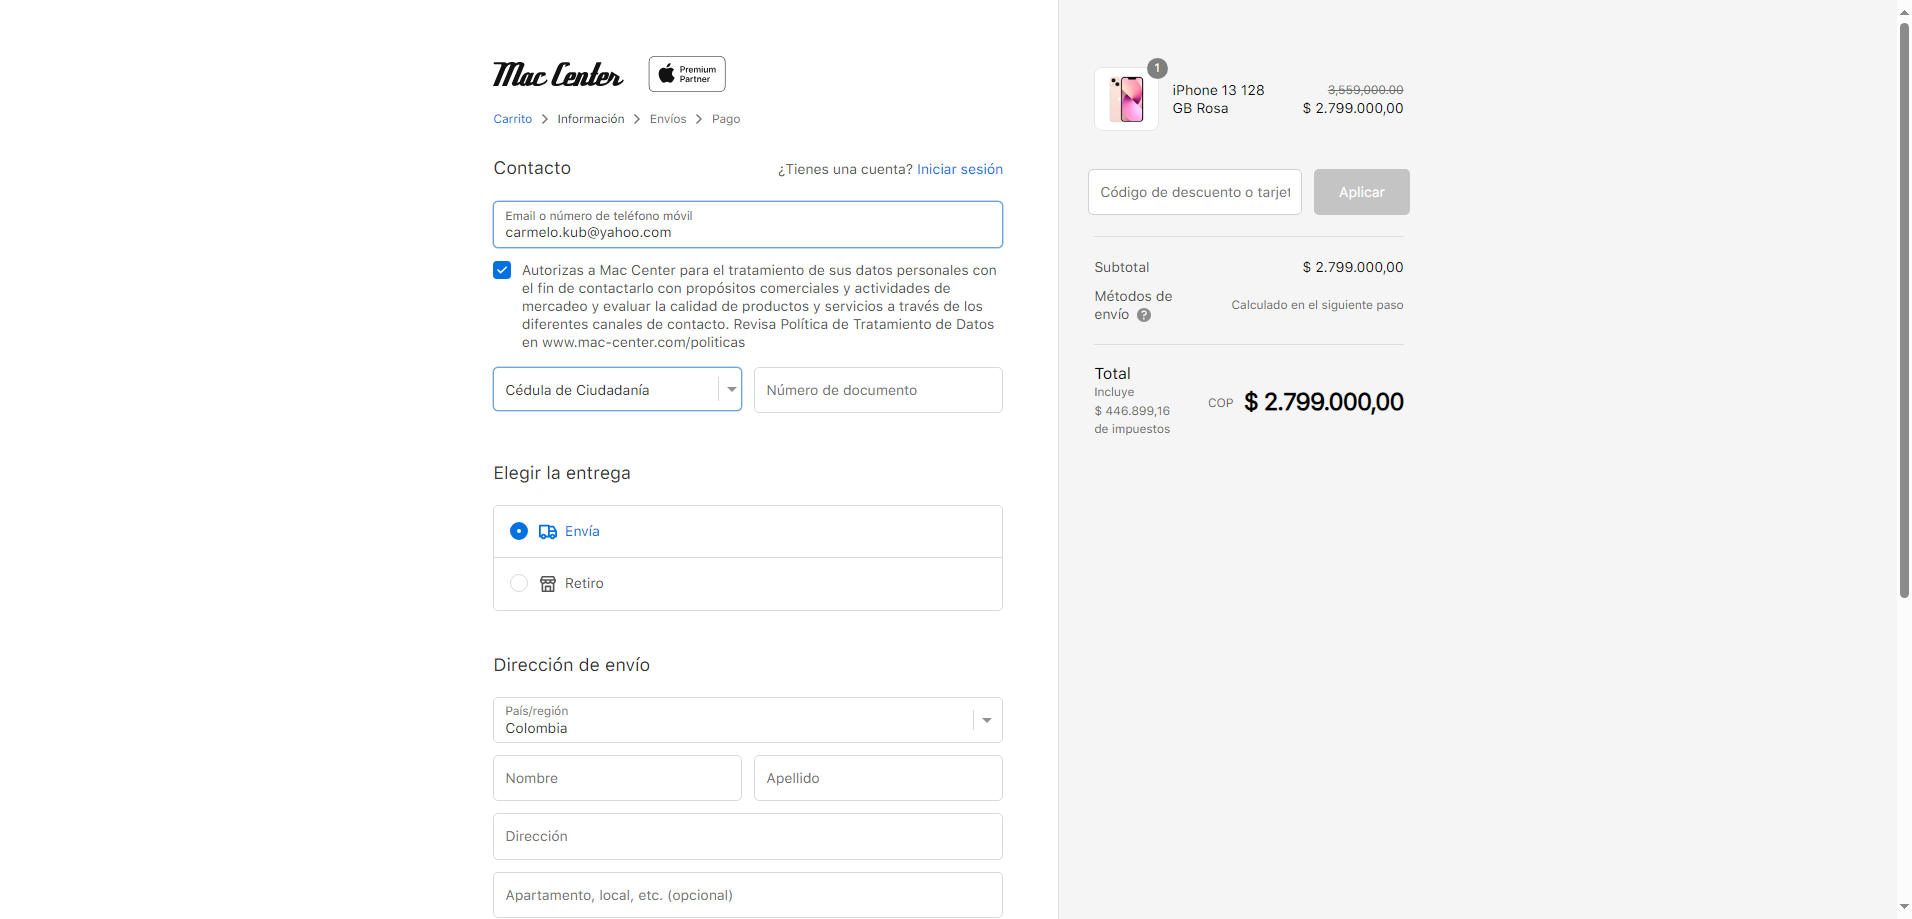 Mac Center
Premium
Partner
Carrito > Información > Envíos > Pago
Contacto
¿Tienes una cuenta? Iniciar sesión
Email o número de teléfono móvil
carmelo.kub@yahoo.com
Autorizas a Mac Center para el tratamiento de sus datos personales con
el fin de contactarlo con propósitos comerciales y actividades de
mercadeo y evaluar la calidad de productos y servicios a través de los
diferentes canales de contacto. Revisa Política de Tratamiento de Datos
en www.mac-center.com/politicas
Cédula de Ciudadanía
Número de documento
Elegir la entrega
Envía
Retiro
Dirección de envío
País/región
Colombia
Nombre
Apellido
Dirección
Apartamento, local, etc. (opcional)
1
iPhone 13 128
GB Rosa
3,559,000.00
$ 2.799.000,00
Código de descuento o tarjet
Aplicar
Subtotal
$ 2.799.000,00
Métodos de
envío ?
Calculado en el siguiente paso
Total
Incluye
$ 446.899,16
de impuestos
COP $ 2.799.000,00